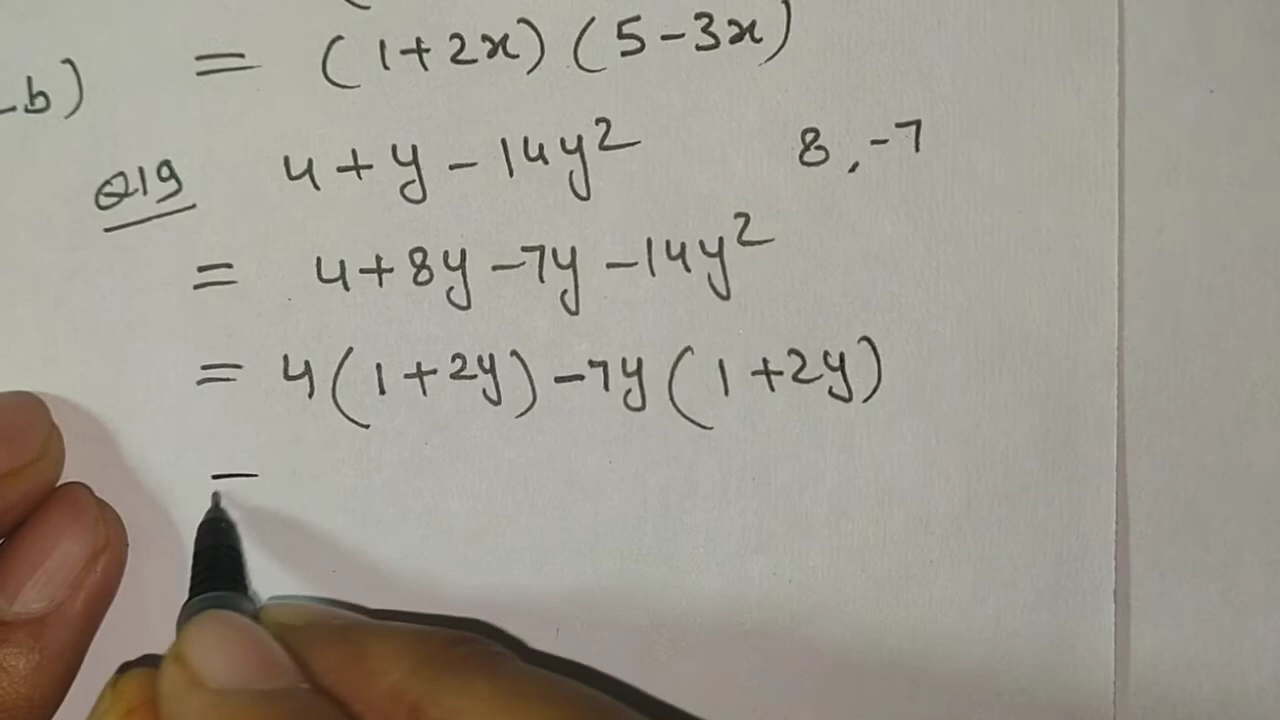 = (1+2x) (5-3x)
-b)
Q19 4+y-14y² 8,-7
= 4+8y-7y-14y²
= 4(1+2y)-7y(1+2y)